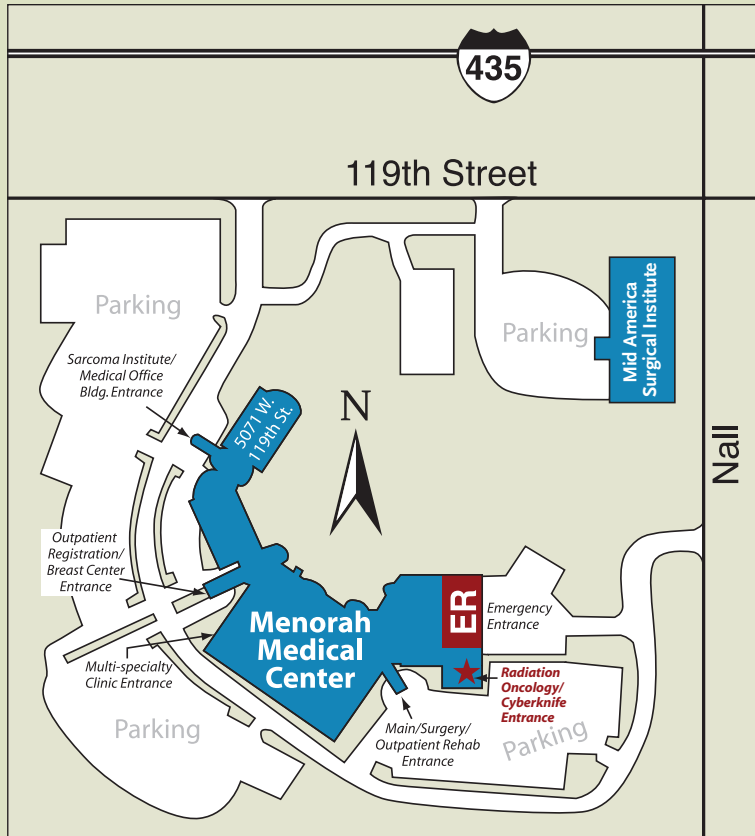 435
119th Street
Parking
Parking
Mid America
Surgical Institute
Sarcoma Institute/
Medical Office
Bldg. Entrance
5071 W.
119th St.
N
Nall
Outpatient
Registration/
Breast Center
Entrance
ER
Emergency
Entrance
Menorah
Medical
Center
Multi-specialty
Clinic Entrance
Radiation
Oncology/
Cyberknife
Entrance
Parking
Main/Surgery/
Outpatient Rehab
Entrance
Parking